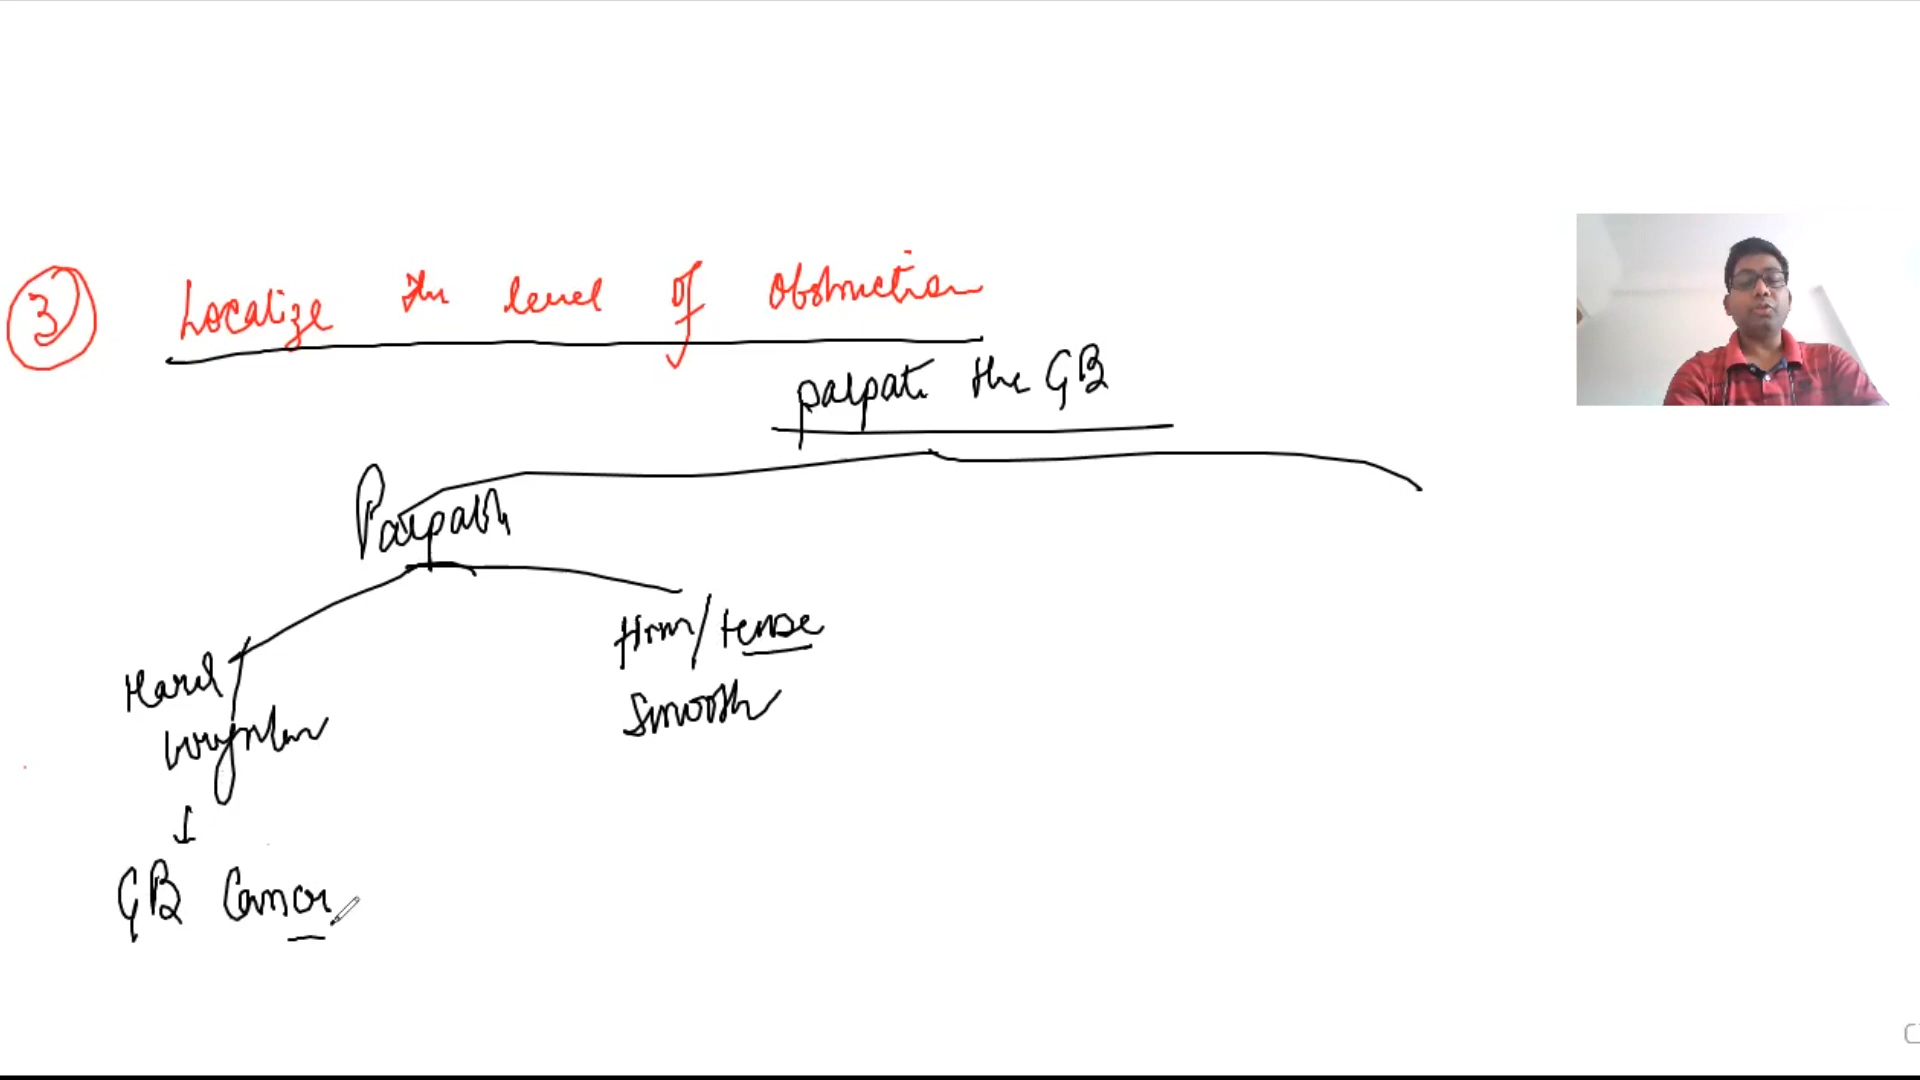 3 Localize the level of obstruction
palpate the GB
Palpable
Hard/
irregular
Firm/tense
Smooth
↓
GB Cancer